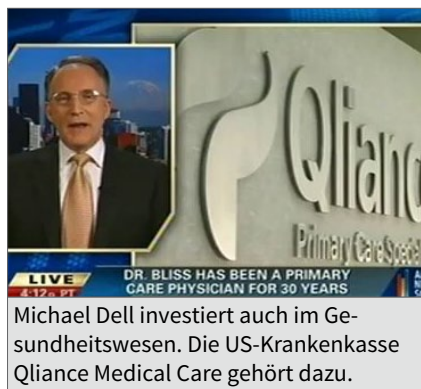 Qlianc
Primary Care Special
LIVE
4:12p PT
DR. BLISS HAS BEEN A PRIMARY
CARE PHYSICIAN FOR 30 YEARS
Michael Dell investiert auch im Ge-
sundheitswesen. Die US-Krankenkasse
Qliance Medical Care gehört dazu.